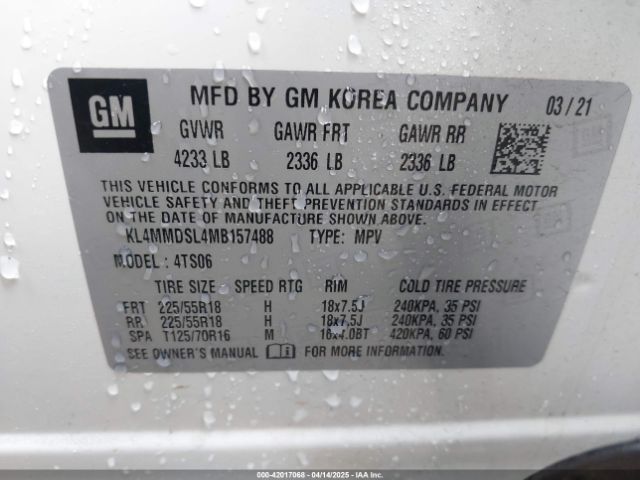 GM MFD BY GM KOREA COMPANY 03/21
GVWR GAWR FRT GAWR RR
4233 LB 2336 LB 2336 LB
THIS VEHICLE CONFORMS TO ALL APPLICABLE U.S. FEDERAL MOTOR
VEHICLE SAFETY AND THEFT PREVENTION STANDARDS IN EFFECT
ON THE DATE OF MANUFACTURE SHOWN ABOVE.
KL4MMDSL4MB157488 TYPE: MPV
MODEL: 4TS06
TIRE SIZE SPEED RTG RIM COLD TIRE PRESSURE
FRT 225/55R18 H 18x7.5J 240KPA, 35 PSI
RR 225/55R18 H 18x7.5J 240KPA, 35 PSI
SPA T125/70R16 M 16x4.0BT 420KPA, 60 PSI
SEE OWNER'S MANUAL FOR MORE INFORMATION
000-42017068 - 04/14/2025 - IAAI Inc.